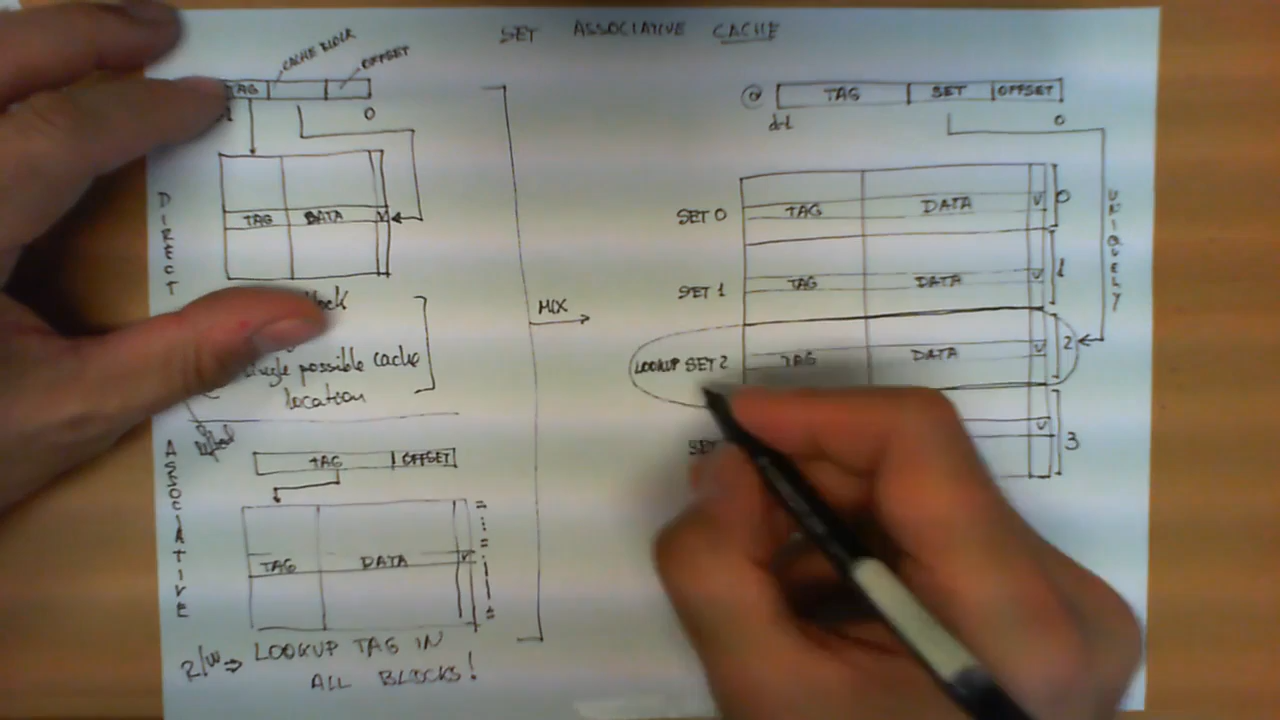 SET ASSOCIATIVE CACHE
CACHE BLOCK
OFFSET
TAG
0
DIRECT
TAG DATA V
possible cache
location
ASSOCIATIVE
TAG OFFSET
TAG DATA V
R/W ⇒ LOOKUP TAG IN
ALL BLOCKS!
MIX
@ TAG SET OFFSET
d-1 0
UNIQUELY
SET 0 TAG DATA V 0
SET 1 TAG DATA V 1
LOOKUP SET 2 TAG DATA V 2
V 3
SET